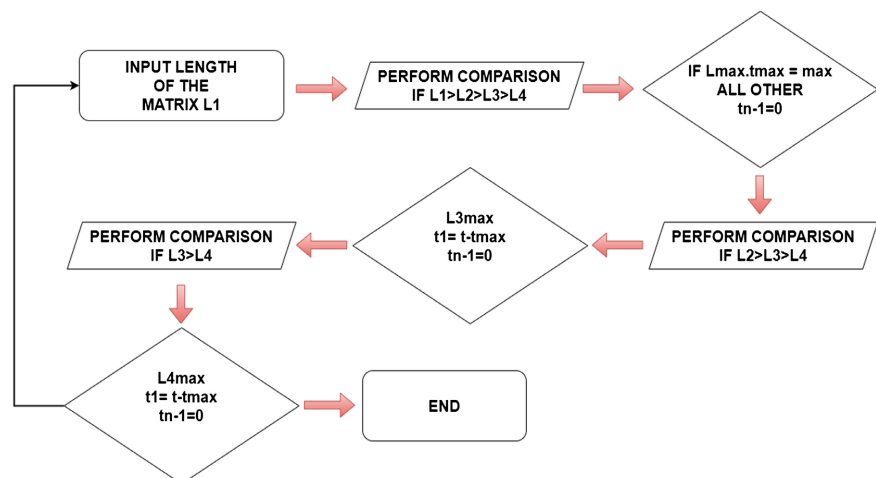 INPUT LENGTH
OF THE
MATRIX L1
PERFORM COMPARISON
IF L1>L2>L3>L4
IF Lmax.tmax = max
ALL OTHER
tn-1=0
PERFORM COMPARISON
IF L2>L3>L4
L3max
t1= t-tmax
tn-1=0
PERFORM COMPARISON
IF L3>L4
L4max
t1= t-tmax
tn-1=0
END